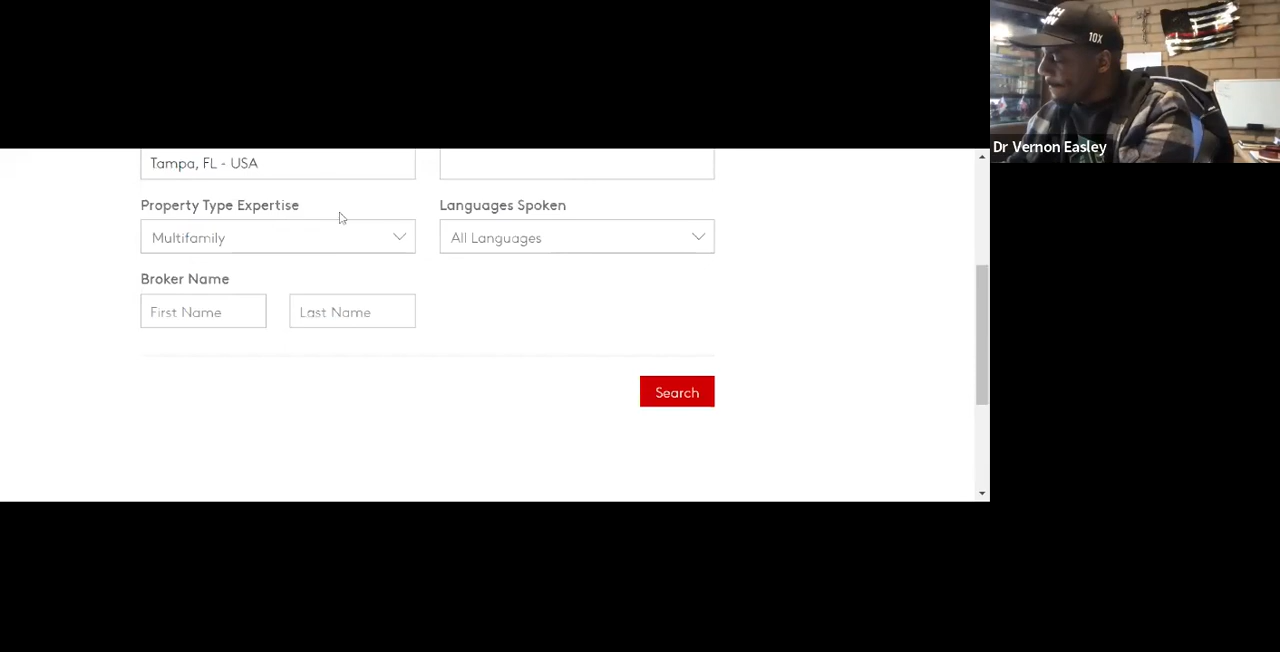 10X
Dr Vernon Easley
Tampa, FL - USA
Property Type Expertise
Languages Spoken
Multifamily
All Languages
Broker Name
First Name
Last Name
Search